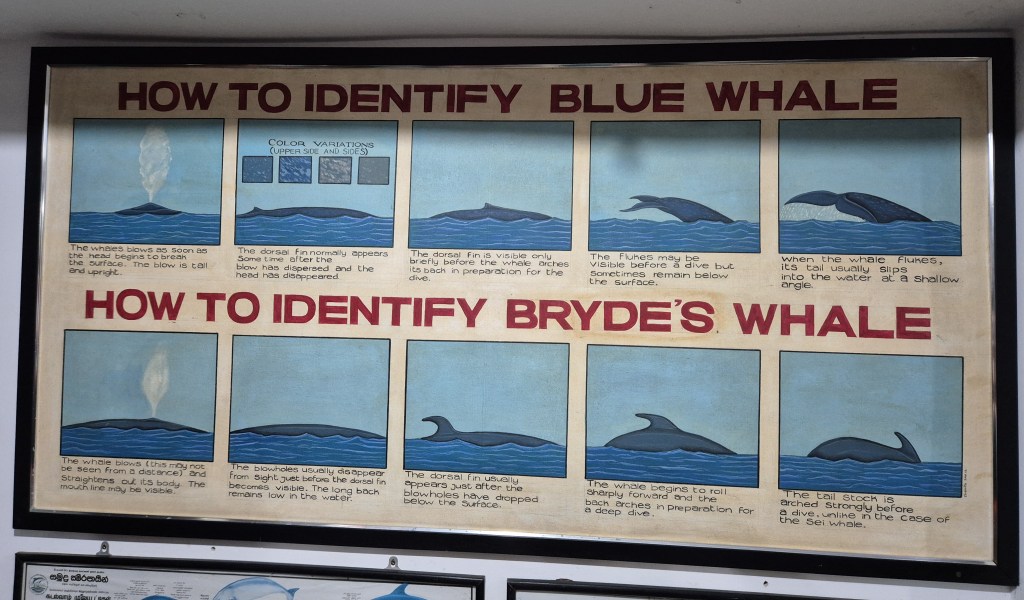 HOW TO IDENTIFY BLUE WHALE
COLOR VARIATIONS
(UPPER SIDE AND SIDES)
The whales blows as soon as
the head begins to break
the surface. The blow is tall
and upright.
The dorsal fin normally appears
Some time after the
blow has dispersed and the
head has disappeared.
The dorsal fin is visible only
briefly before the whale arches
its back in preparation for the
dive.
The flukes may be
visible before a dive but
sometimes remain below
the surface.
when the whale flukes,
its tail usually slips
into the water at a shallow
angle.
HOW TO IDENTIFY BRYDE'S WHALE
The whale blows (this may not
be seen from a distance) and
Straightens out its body. The
mouth line may be visible.
The blowholes usually disappear
from sight just before the dorsal fin
becomes visible. The long back
remains low in the water.
The dorsal fin usually
appears just after the
blowholes have dropped
below the surface.
The whale begins to roll
sharply forward and the
back arches in preparation for
a deep dive.
The tail stock is
arched strongly before
a dive, unlike in the case of
the Sei whale.
සමුද්‍ර ක්ෂීරපායින්